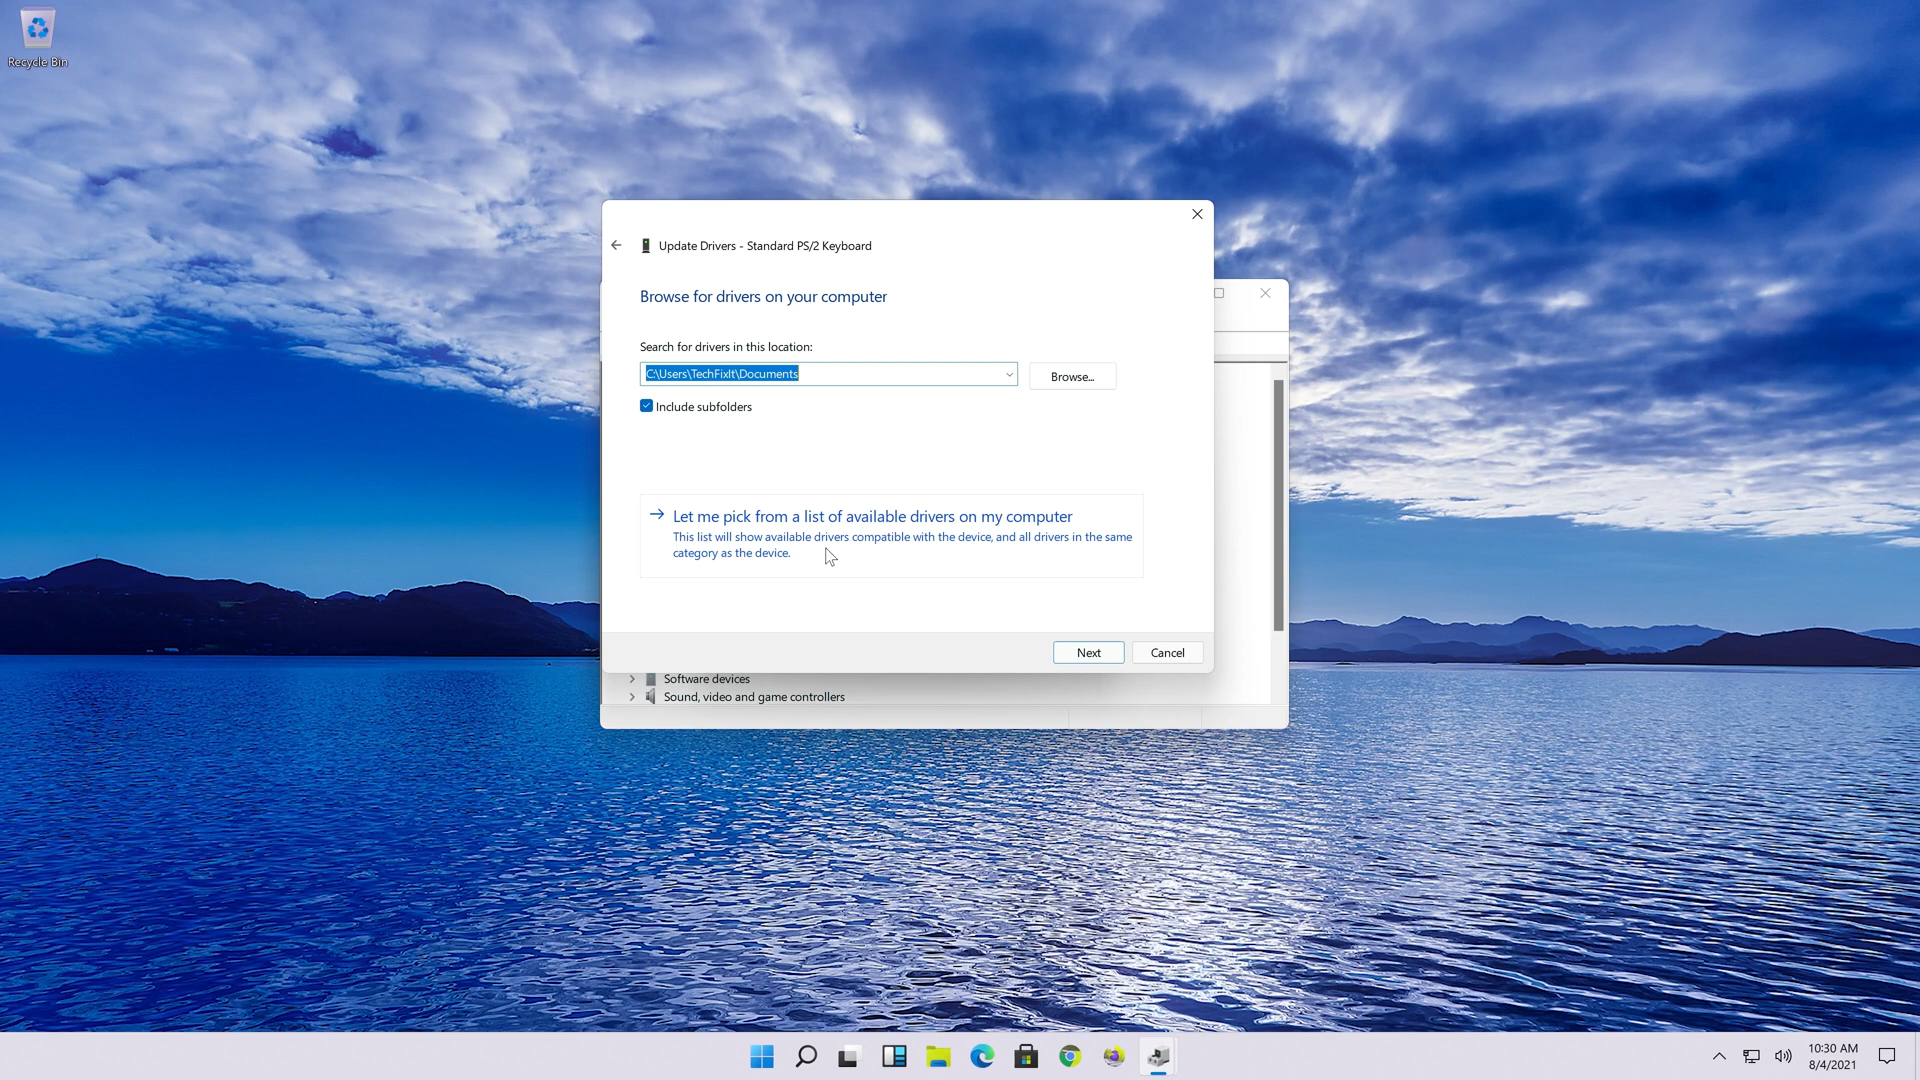 Recycle Bin
Update Drivers - Standard PS/2 Keyboard
Browse for drivers on your computer
Search for drivers in this location:
C:\Users\TechFixIt\Documents
Browse...
Include subfolders
Let me pick from a list of available drivers on my computer
This list will show available drivers compatible with the device, and all drivers in the same
category as the device.
Next
Cancel
Software devices
Sound, video and game controllers
10:30 AM
8/4/2021